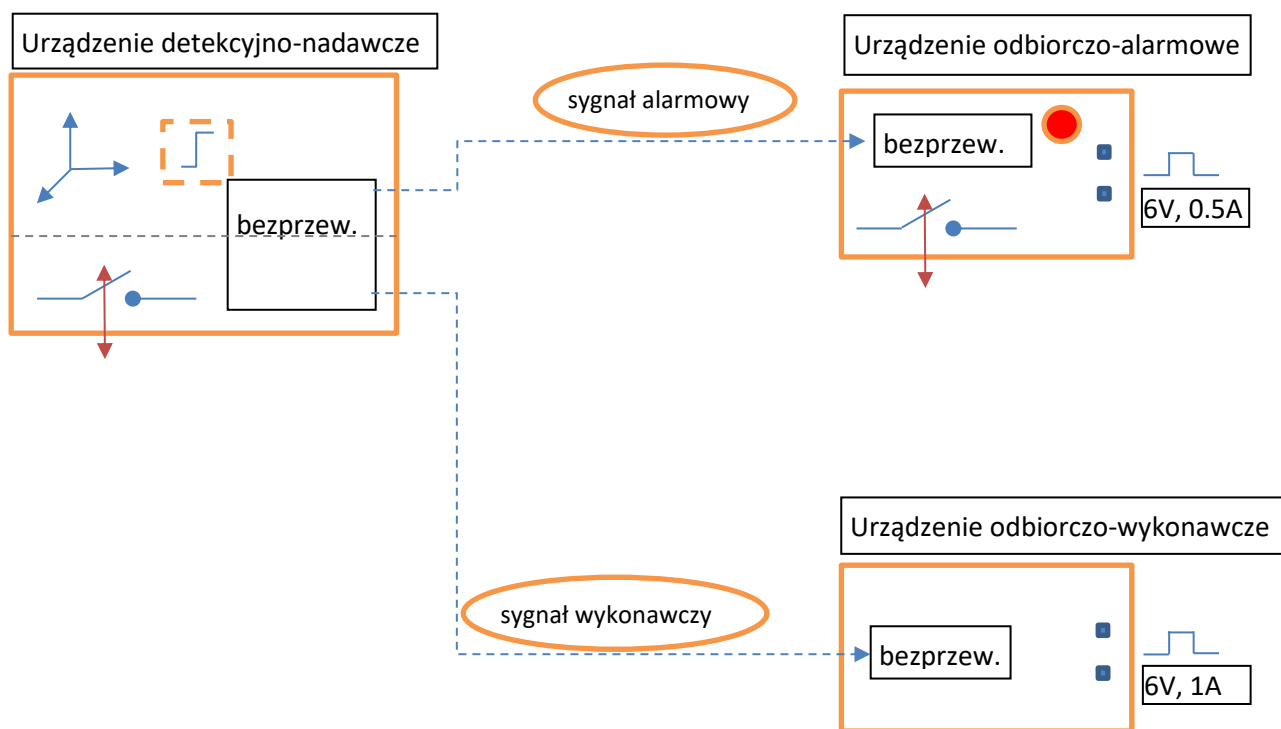 Urządzenie detekcyjno-nadawcze
Urządzenie odbiorczo-alarmowe
sygnał alarmowy
bezprzew.
bezprzew.
6V, 0.5A
Urządzenie odbiorczo-wykonawcze
sygnał wykonawczy
bezprzew.
6V, 1A